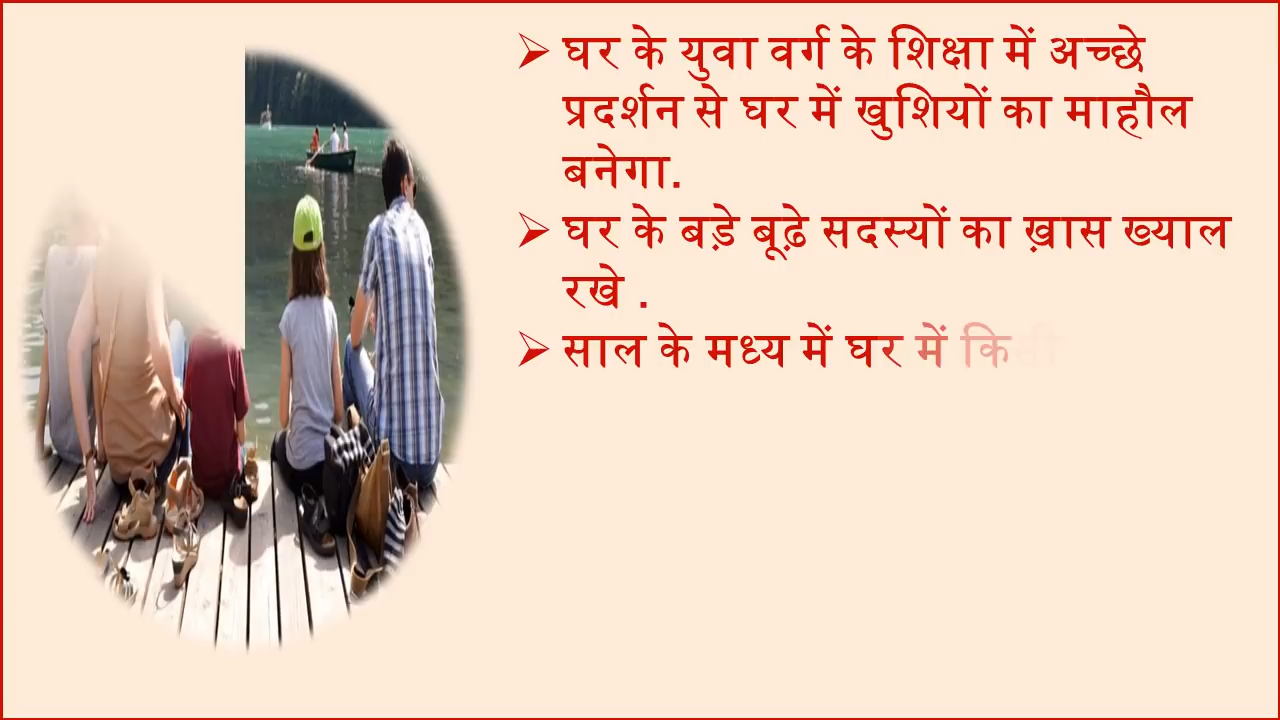 ➢ घर के युवा वर्ग के शिक्षा में अच्छे
प्रदर्शन से घर में खुशियों का माहौल
बनेगा.
➢ घर के बड़े बूढ़े सदस्यों का ख़ास ख्याल
रखे .
➢ साल के मध्य में घर में किसी